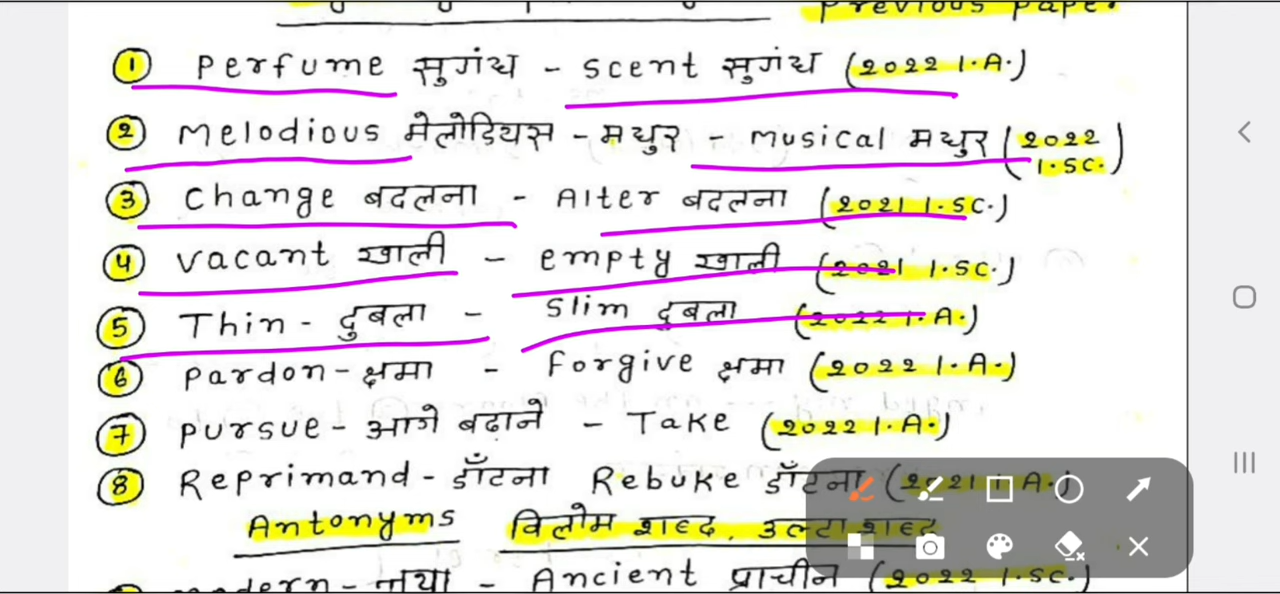 Previous Paper
① Perfume सुगंध - Scent सुगंध (2022 I.A.)
② Melodious मेलोडियस - मधुर - Musical मधुर (2022 I.SC.)
③ Change बदलना - Alter बदलना (2021 I.SC.)
④ Vacant खाली - empty खाली (2021 I.SC.)
⑤ Thin - दुबला - Slim दुबला (2022 I.A.)
⑥ Pardon - क्षमा - Forgive क्षमा (2022 I.A.)
⑦ Pursue - आगे बढाने - Take (2022 I.A.)
⑧ Reprimand - डाँटना Rebuke डाँटना (2021 I.A.)
Antonyms विलोम शब्द, उल्टा शब्द
- Ancient प्राचीन (2022 I.SC.)